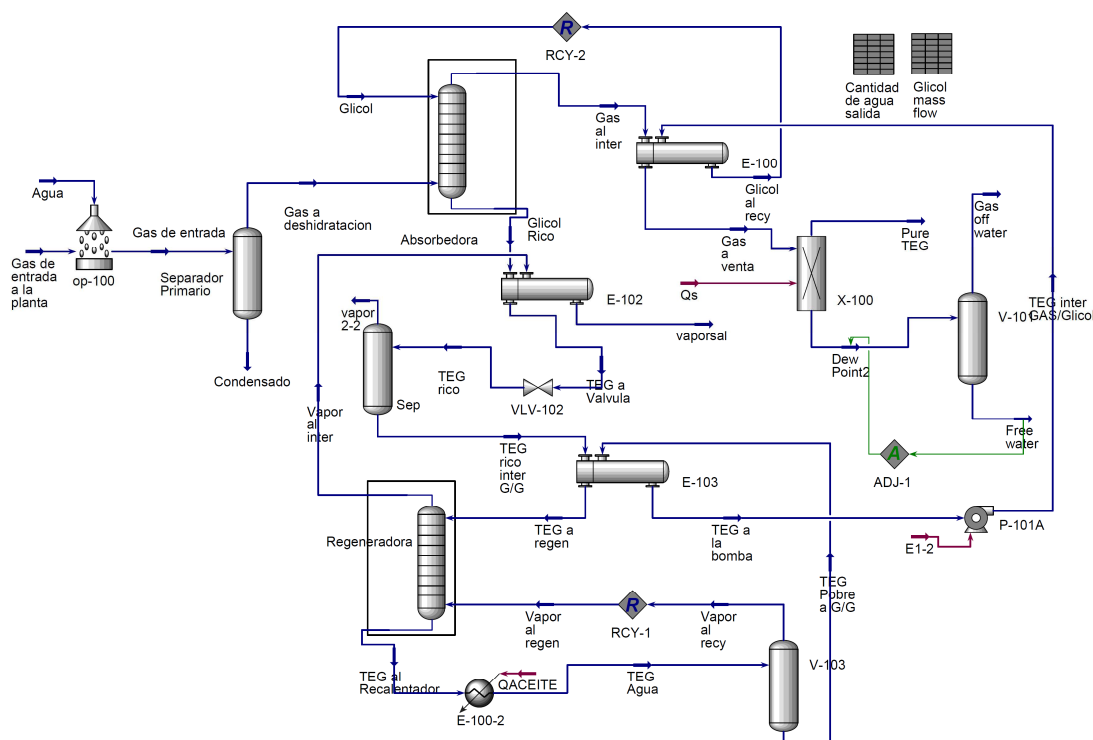 R
RCY-2
Cantidad
de agua
salida
Glicol
mass
flow
Glicol
Gas
al
inter
E-100
Glicol
al recy
Agua
Gas a
deshidratacion
Glicol
Rico
Gas
off
water
Gas de entrada
Absorbedora
Gas
a
venta
Pure
TEG
Gas de
entrada
a la
planta
op-100
Separador
Primario
E-102
Qs
X-100
TEG inter
GAS/Glicol
V-101
vapor
2-2
vaporsal
Dew
Point2
Condensado
TEG
rico
VLV-102
TEG a
Valvula
Sep
Vapor
al
inter
Free
water
A
ADJ-1
TEG
rico
inter
G/G
E-103
Regeneradora
TEG a
regen
TEG a
la
bomba
P-101A
E1-2
TEG
Pobre
a G/G
R
Vapor
al
regen
RCY-1
Vapor
al
recy
V-103
TEG al
Recalentador
QACEITE
TEG
Agua
E-100-2